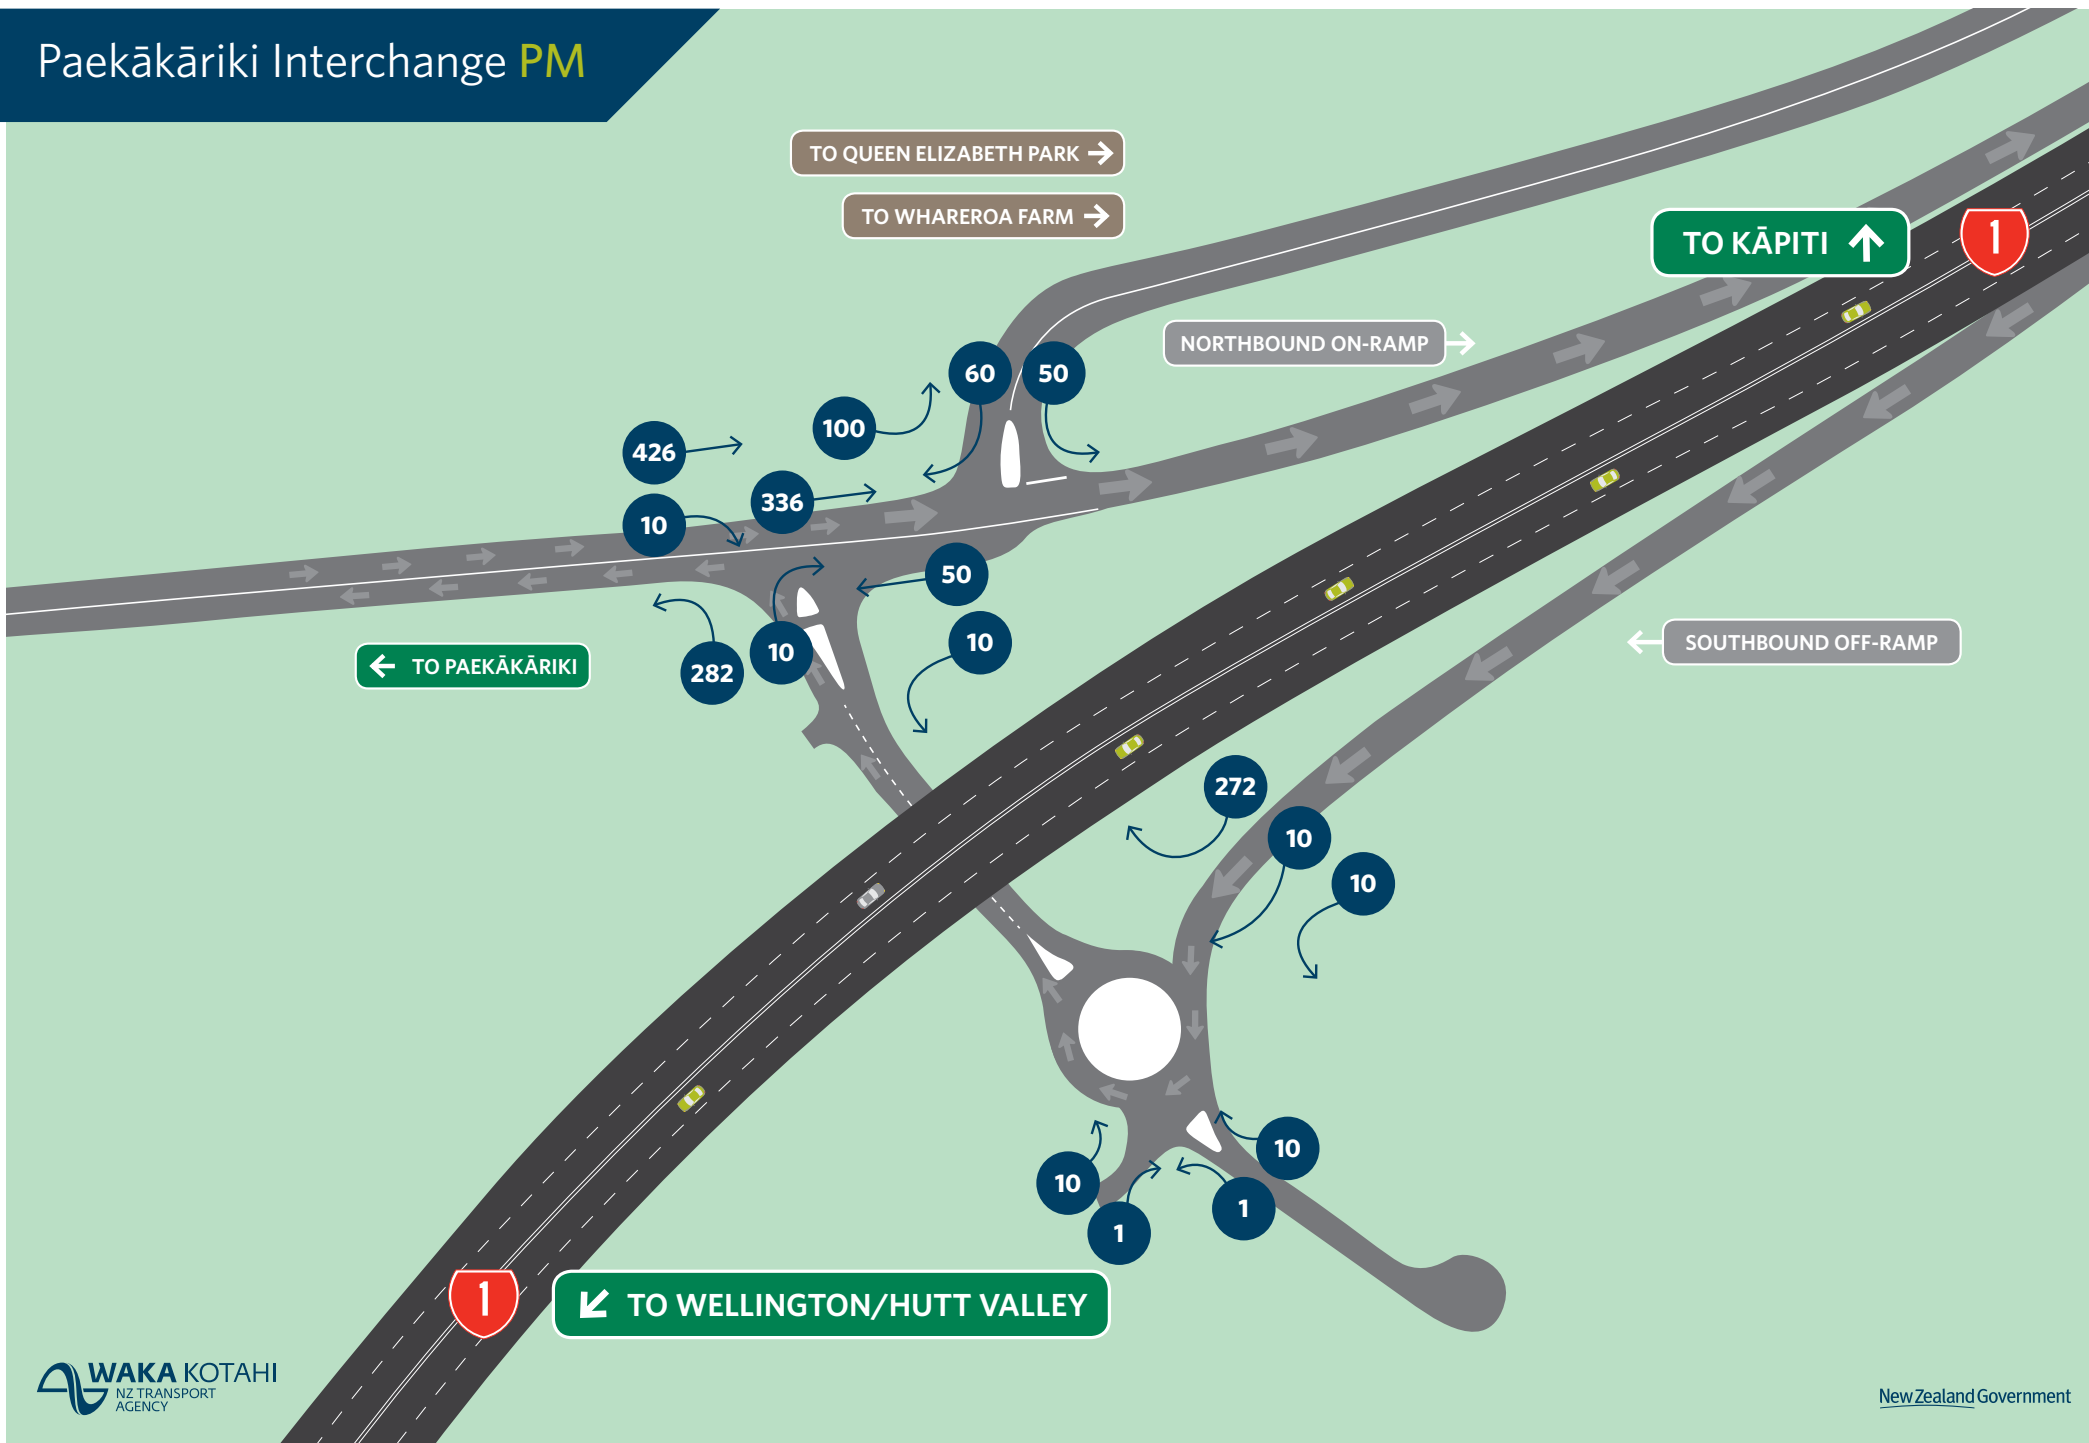 Paekākāriki Interchange PM
TO QUEEN ELIZABETH PARK
TO WHAREROA FARM
TO KĀPITI
1
NORTHBOUND ON-RAMP
60
50
100
426
336
10
50
10
10
282
TO PAEKĀKĀRIKI
SOUTHBOUND OFF-RAMP
272
10
10
10
10
1
1
1
TO WELLINGTON/HUTT VALLEY
WAKA KOTAHI
NZ TRANSPORT
AGENCY
New Zealand Government